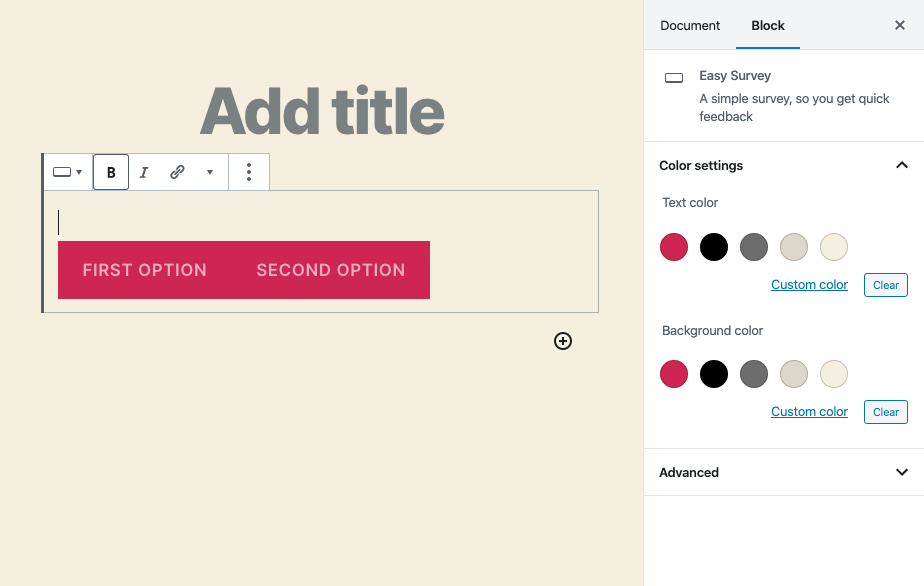 Add title
B I
FIRST OPTION SECOND OPTION
Document Block
Easy Survey
A simple survey, so you get quick
feedback
Color settings
Text color
Custom color Clear
Background color
Custom color Clear
Advanced